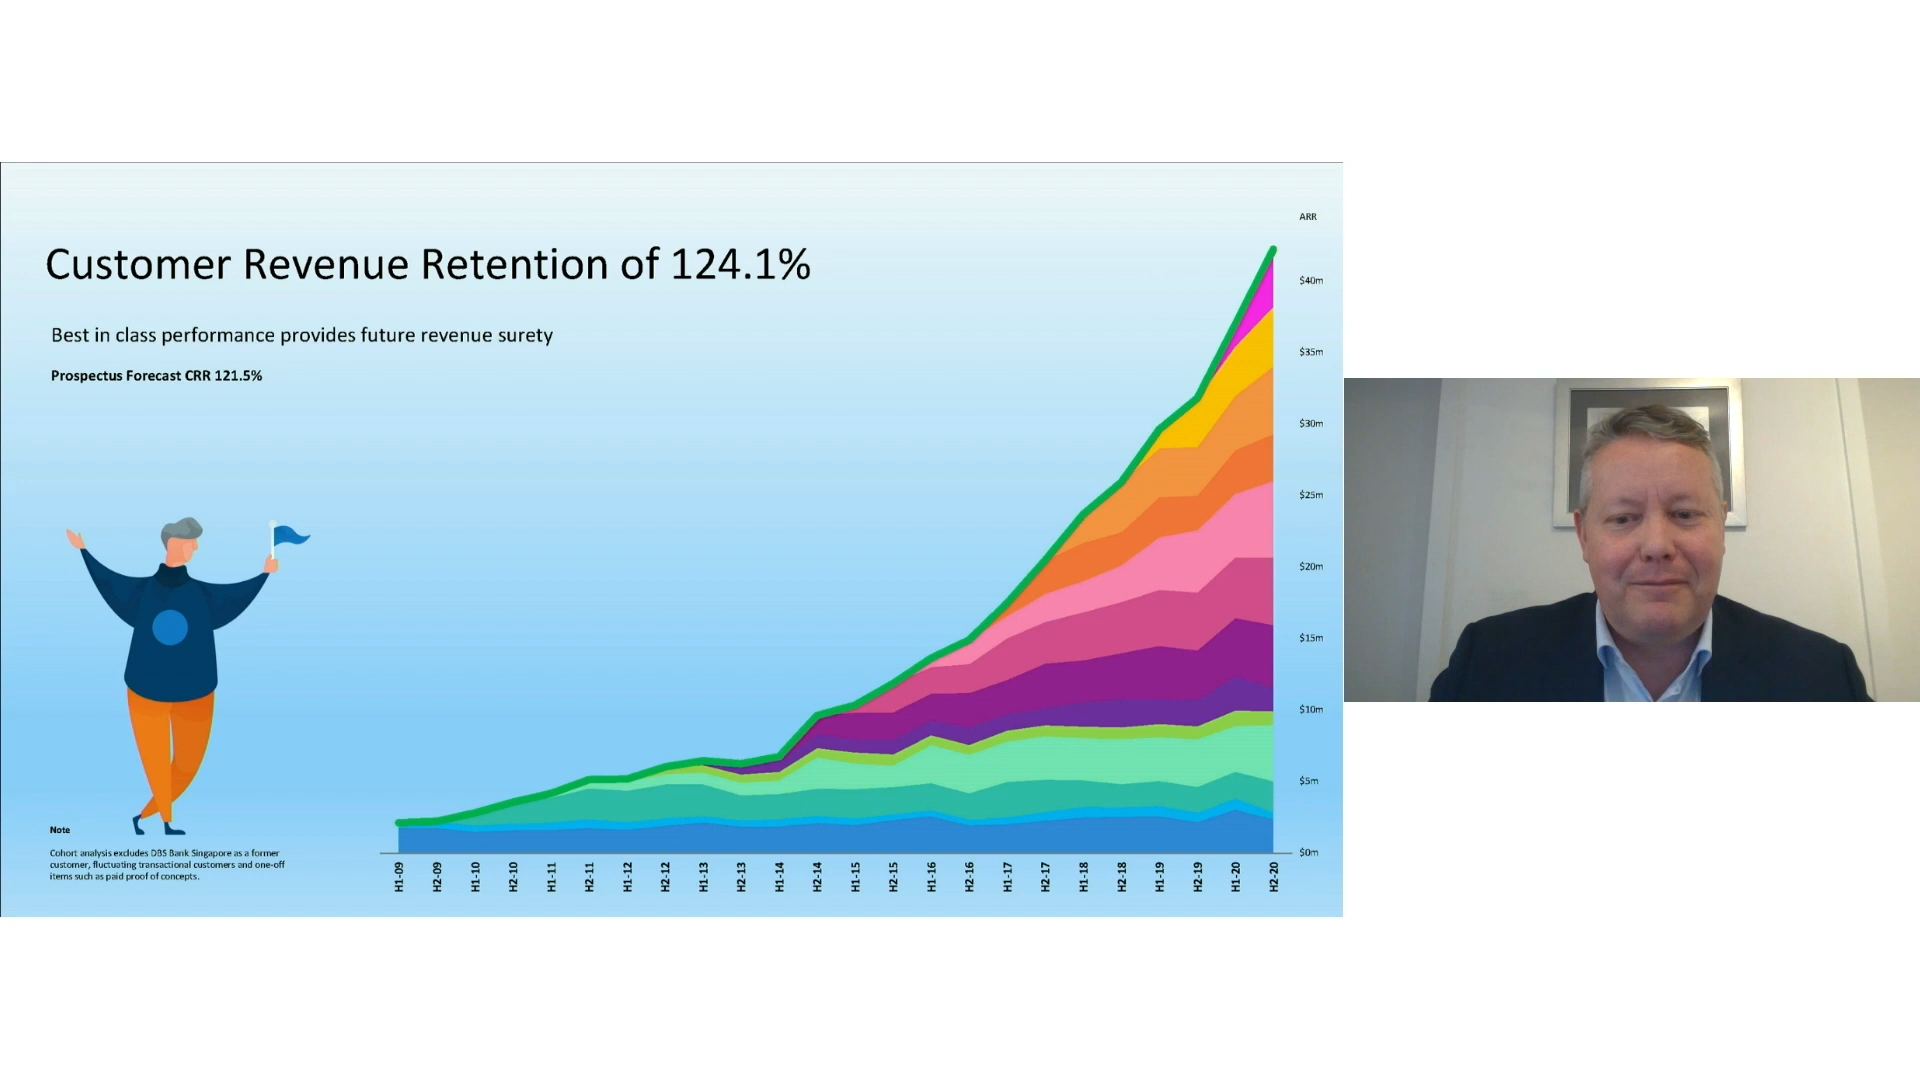 Customer Revenue Retention of 124.1%
Best in class performance provides future revenue surety
Prospectus Forecast CRR 121.5%
Note
Cohort analysis excludes DBS Bank Singapore as a former
customer, fluctuating transactional customers and one-off
items such as paid proof of concepts.
ARR
$40m
$35m
$30m
$25m
$20m
$15m
$10m
$5m
$0m
H1-09
H2-09
H1-10
H2-10
H1-11
H2-11
H1-12
H2-12
H1-13
H2-13
H1-14
H2-14
H1-15
H2-15
H1-16
H2-16
H1-17
H2-17
H1-18
H2-18
H1-19
H2-19
H1-20
H2-20